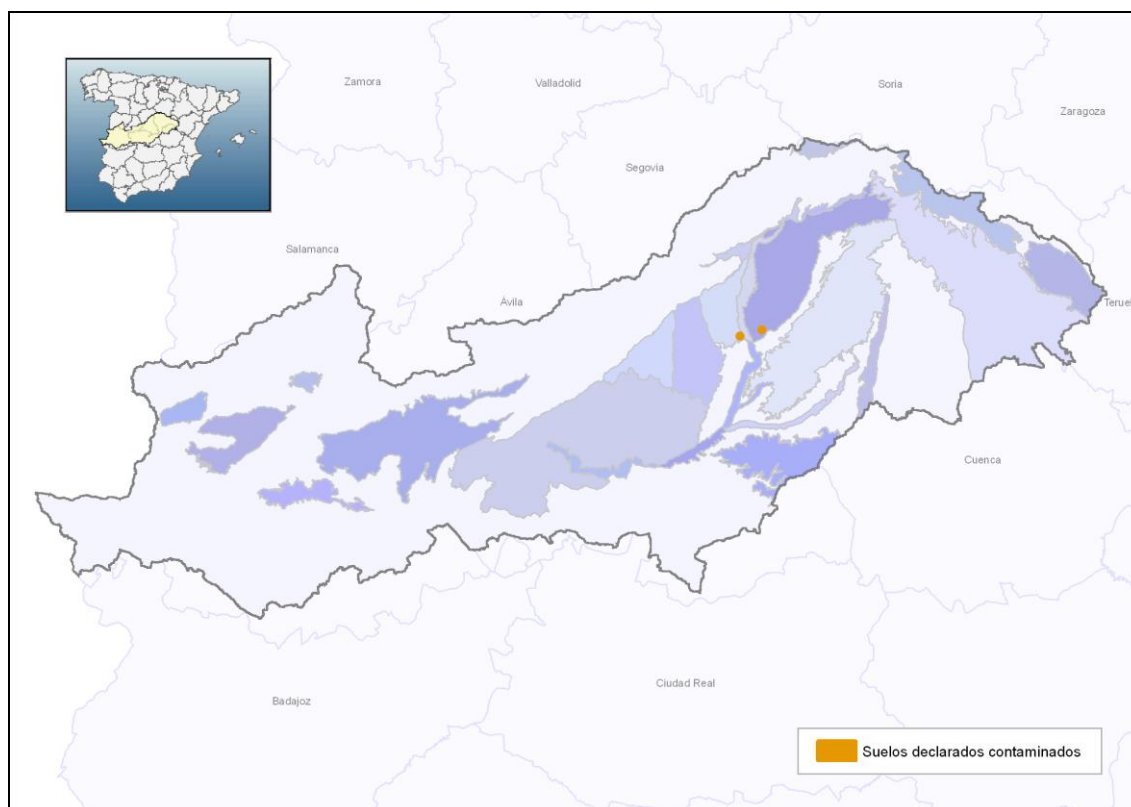 Zamora
Valladolid
Soria
Zaragoza
Segovia
Salamanca
Ávila
Teruel
Cuenca
Ciudad Real
Badajoz
Suelos declarados contaminados